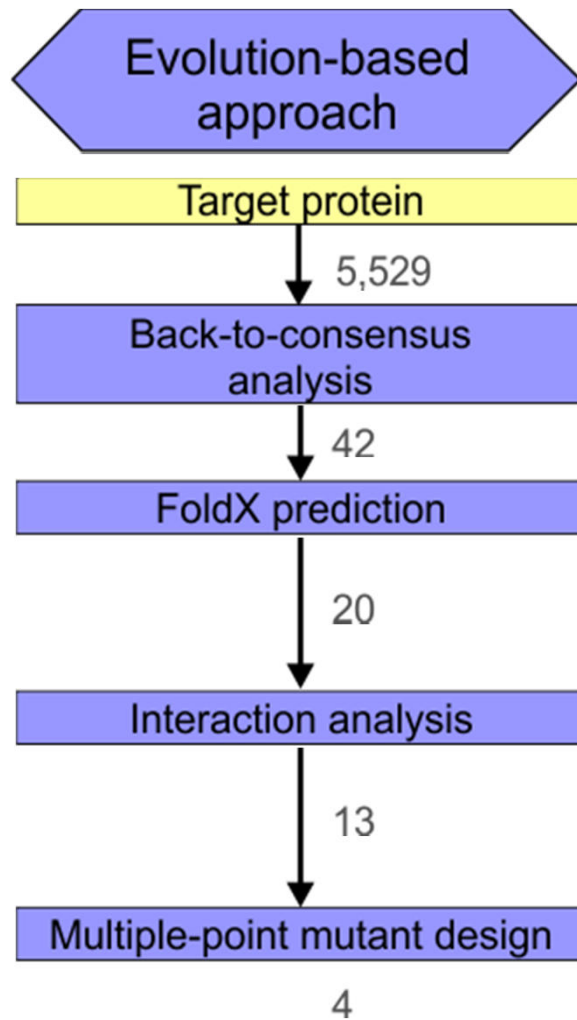 Evolution-based
approach
Target protein
5,529
Back-to-consensus
analysis
42
FoldX prediction
20
Interaction analysis
13
Multiple-point mutant design
4